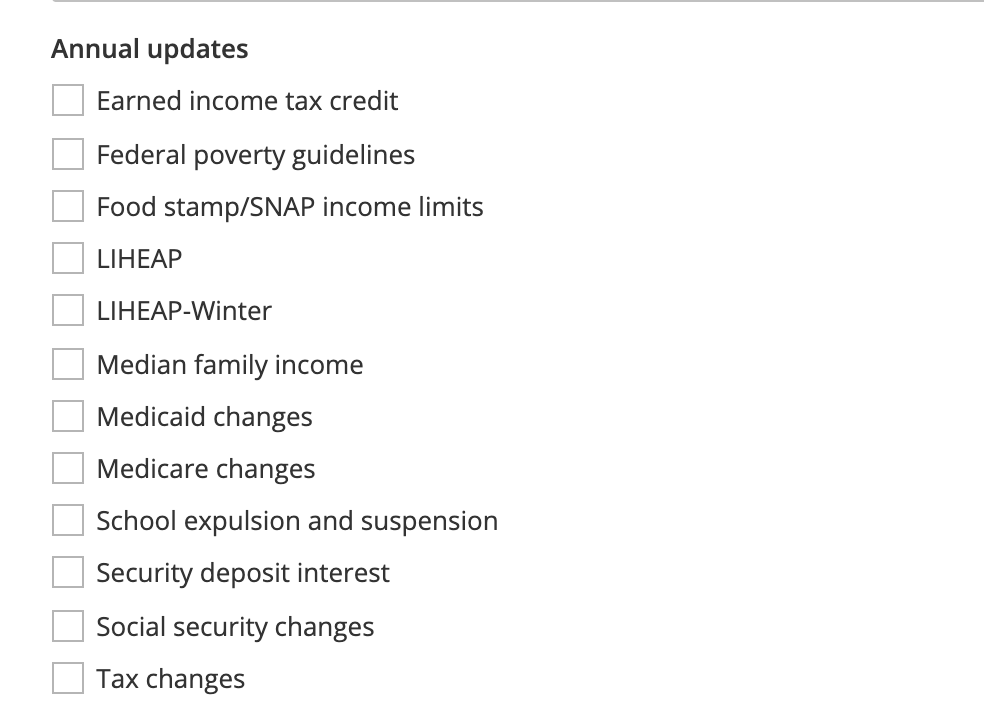 Annual updates
Earned income tax credit
Federal poverty guidelines
Food stamp/SNAP income limits
LIHEAP
LIHEAP-Winter
Median family income
Medicaid changes
Medicare changes
School expulsion and suspension
Security deposit interest
Social security changes
Tax changes